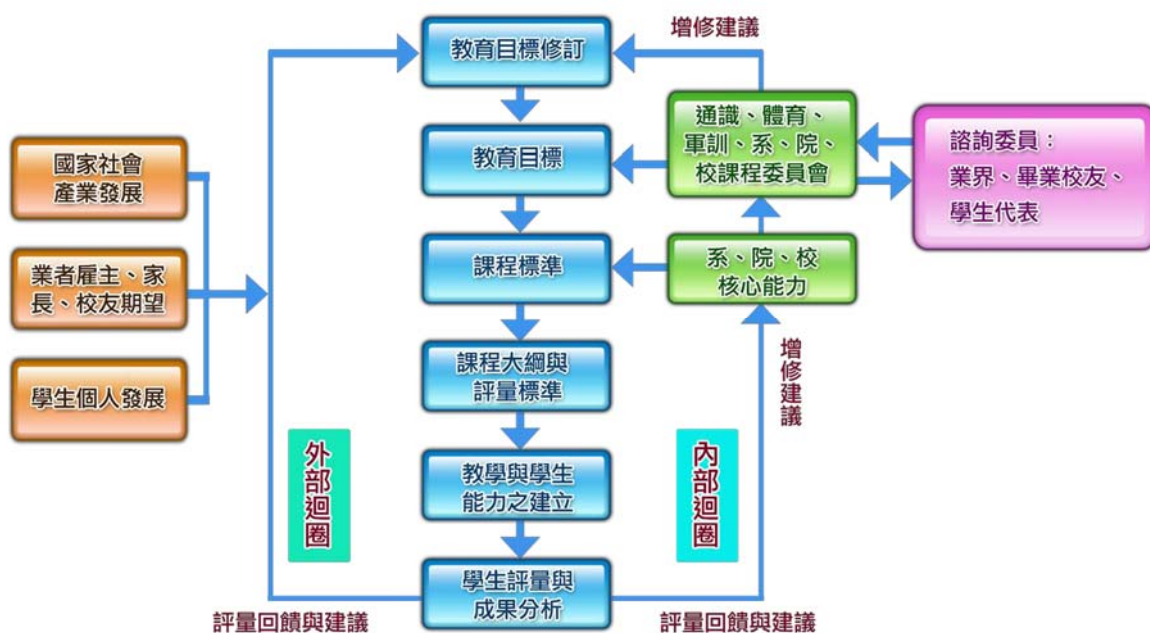 增修建議
教育目標修訂
通識、體育、
軍訓、系、院、
校課程委員會
諮詢委員：
業界、畢業校友、
學生代表
國家社會
產業發展
教育目標
業者雇主、家
長、校友期望
課程標準
系、院、校
核心能力
增修建議
課程大綱與
評量標準
學生個人發展
外部迴圈
內部迴圈
教學與學生
能力之建立
學生評量與
成果分析
評量回饋與建議
評量回饋與建議